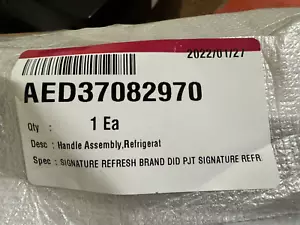 2022/01/27
AED37082970
Qty : 1 Ea
Desc : Handle Assembly,Refrigerat
Spec : SIGNATURE REFRESH BRAND DID PJT SIGNATURE REFR.